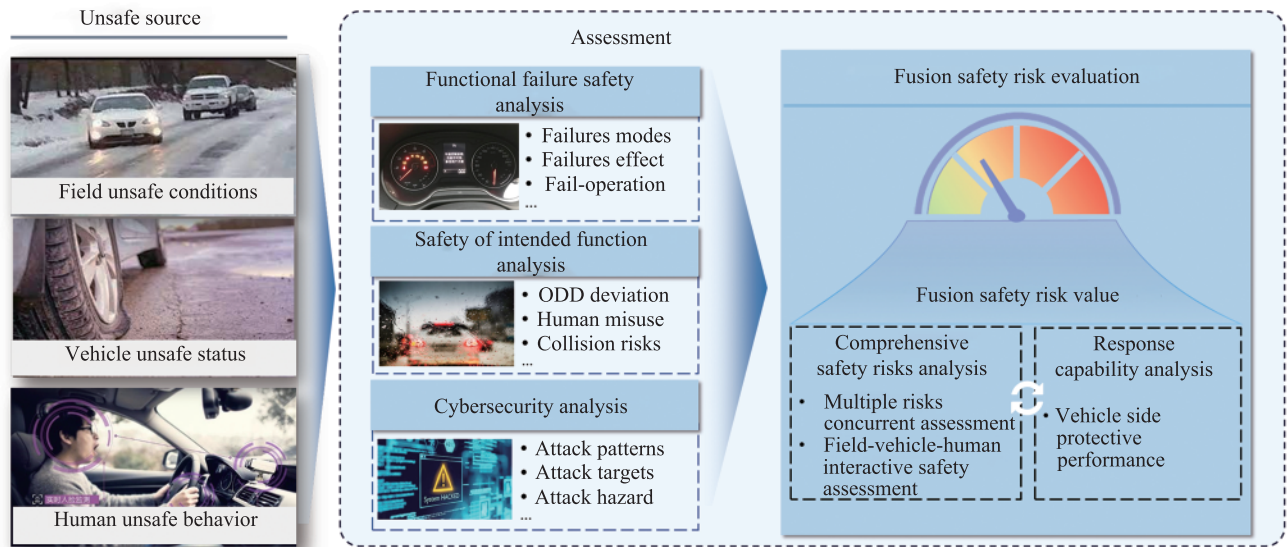 Unsafe source
Field unsafe conditions
Vehicle unsafe status
Human unsafe behavior
Assessment
Functional failure safety
analysis
• Failures modes
• Failures effect
• Fail-operation
...
Safety of intended function
analysis
• ODD deviation
• Human misuse
• Collision risks
...
Cybersecurity analysis
System HACKED
• Attack patterns
• Attack targets
• Attack hazard
...
Fusion safety risk evaluation
Fusion safety risk value
Comprehensive
safety risks analysis
• Multiple risks
concurrent assessment
• Field-vehicle-human
interactive safety
assessment
Response
capability analysis
• Vehicle side
protective
performance